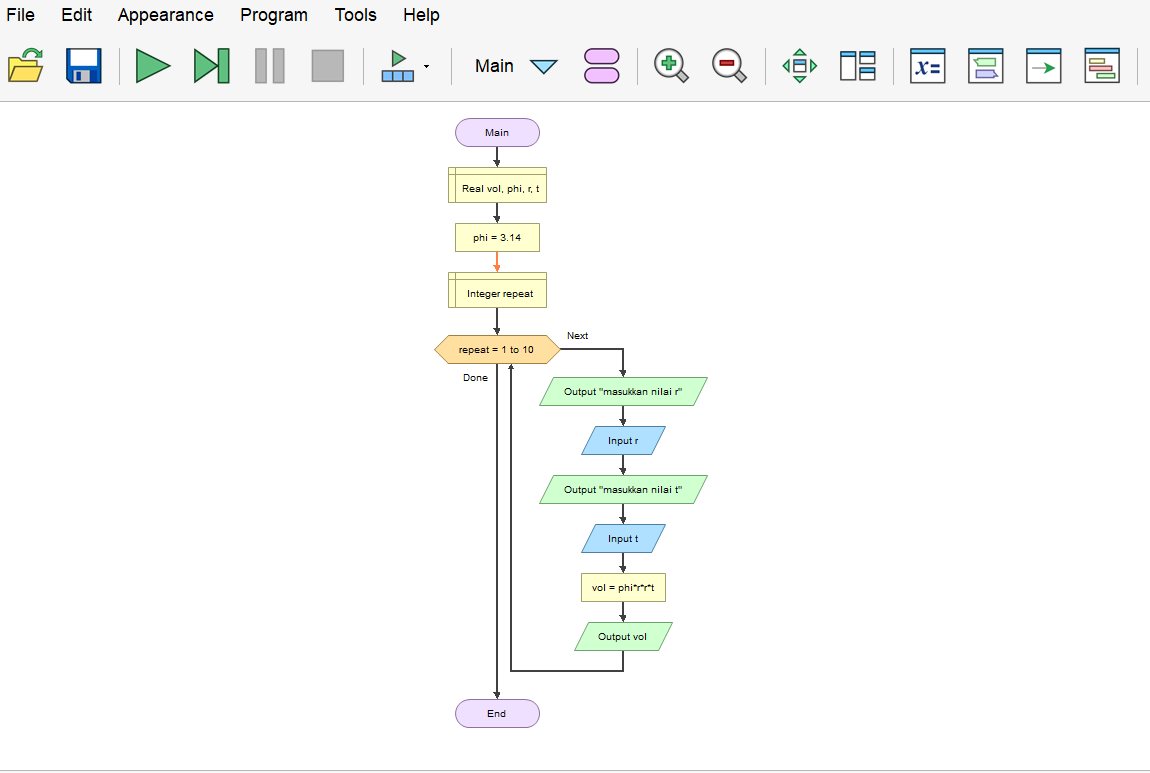 File Edit Appearance Program Tools Help
Main
x=
Main
Real vol, phi, r, t
phi = 3.14
Integer repeat
Next
repeat = 1 to 10
Done
Output "masukkan nilai r"
Input r
Output "masukkan nilai t"
Input t
vol = phi*r*r*t
Output vol
End